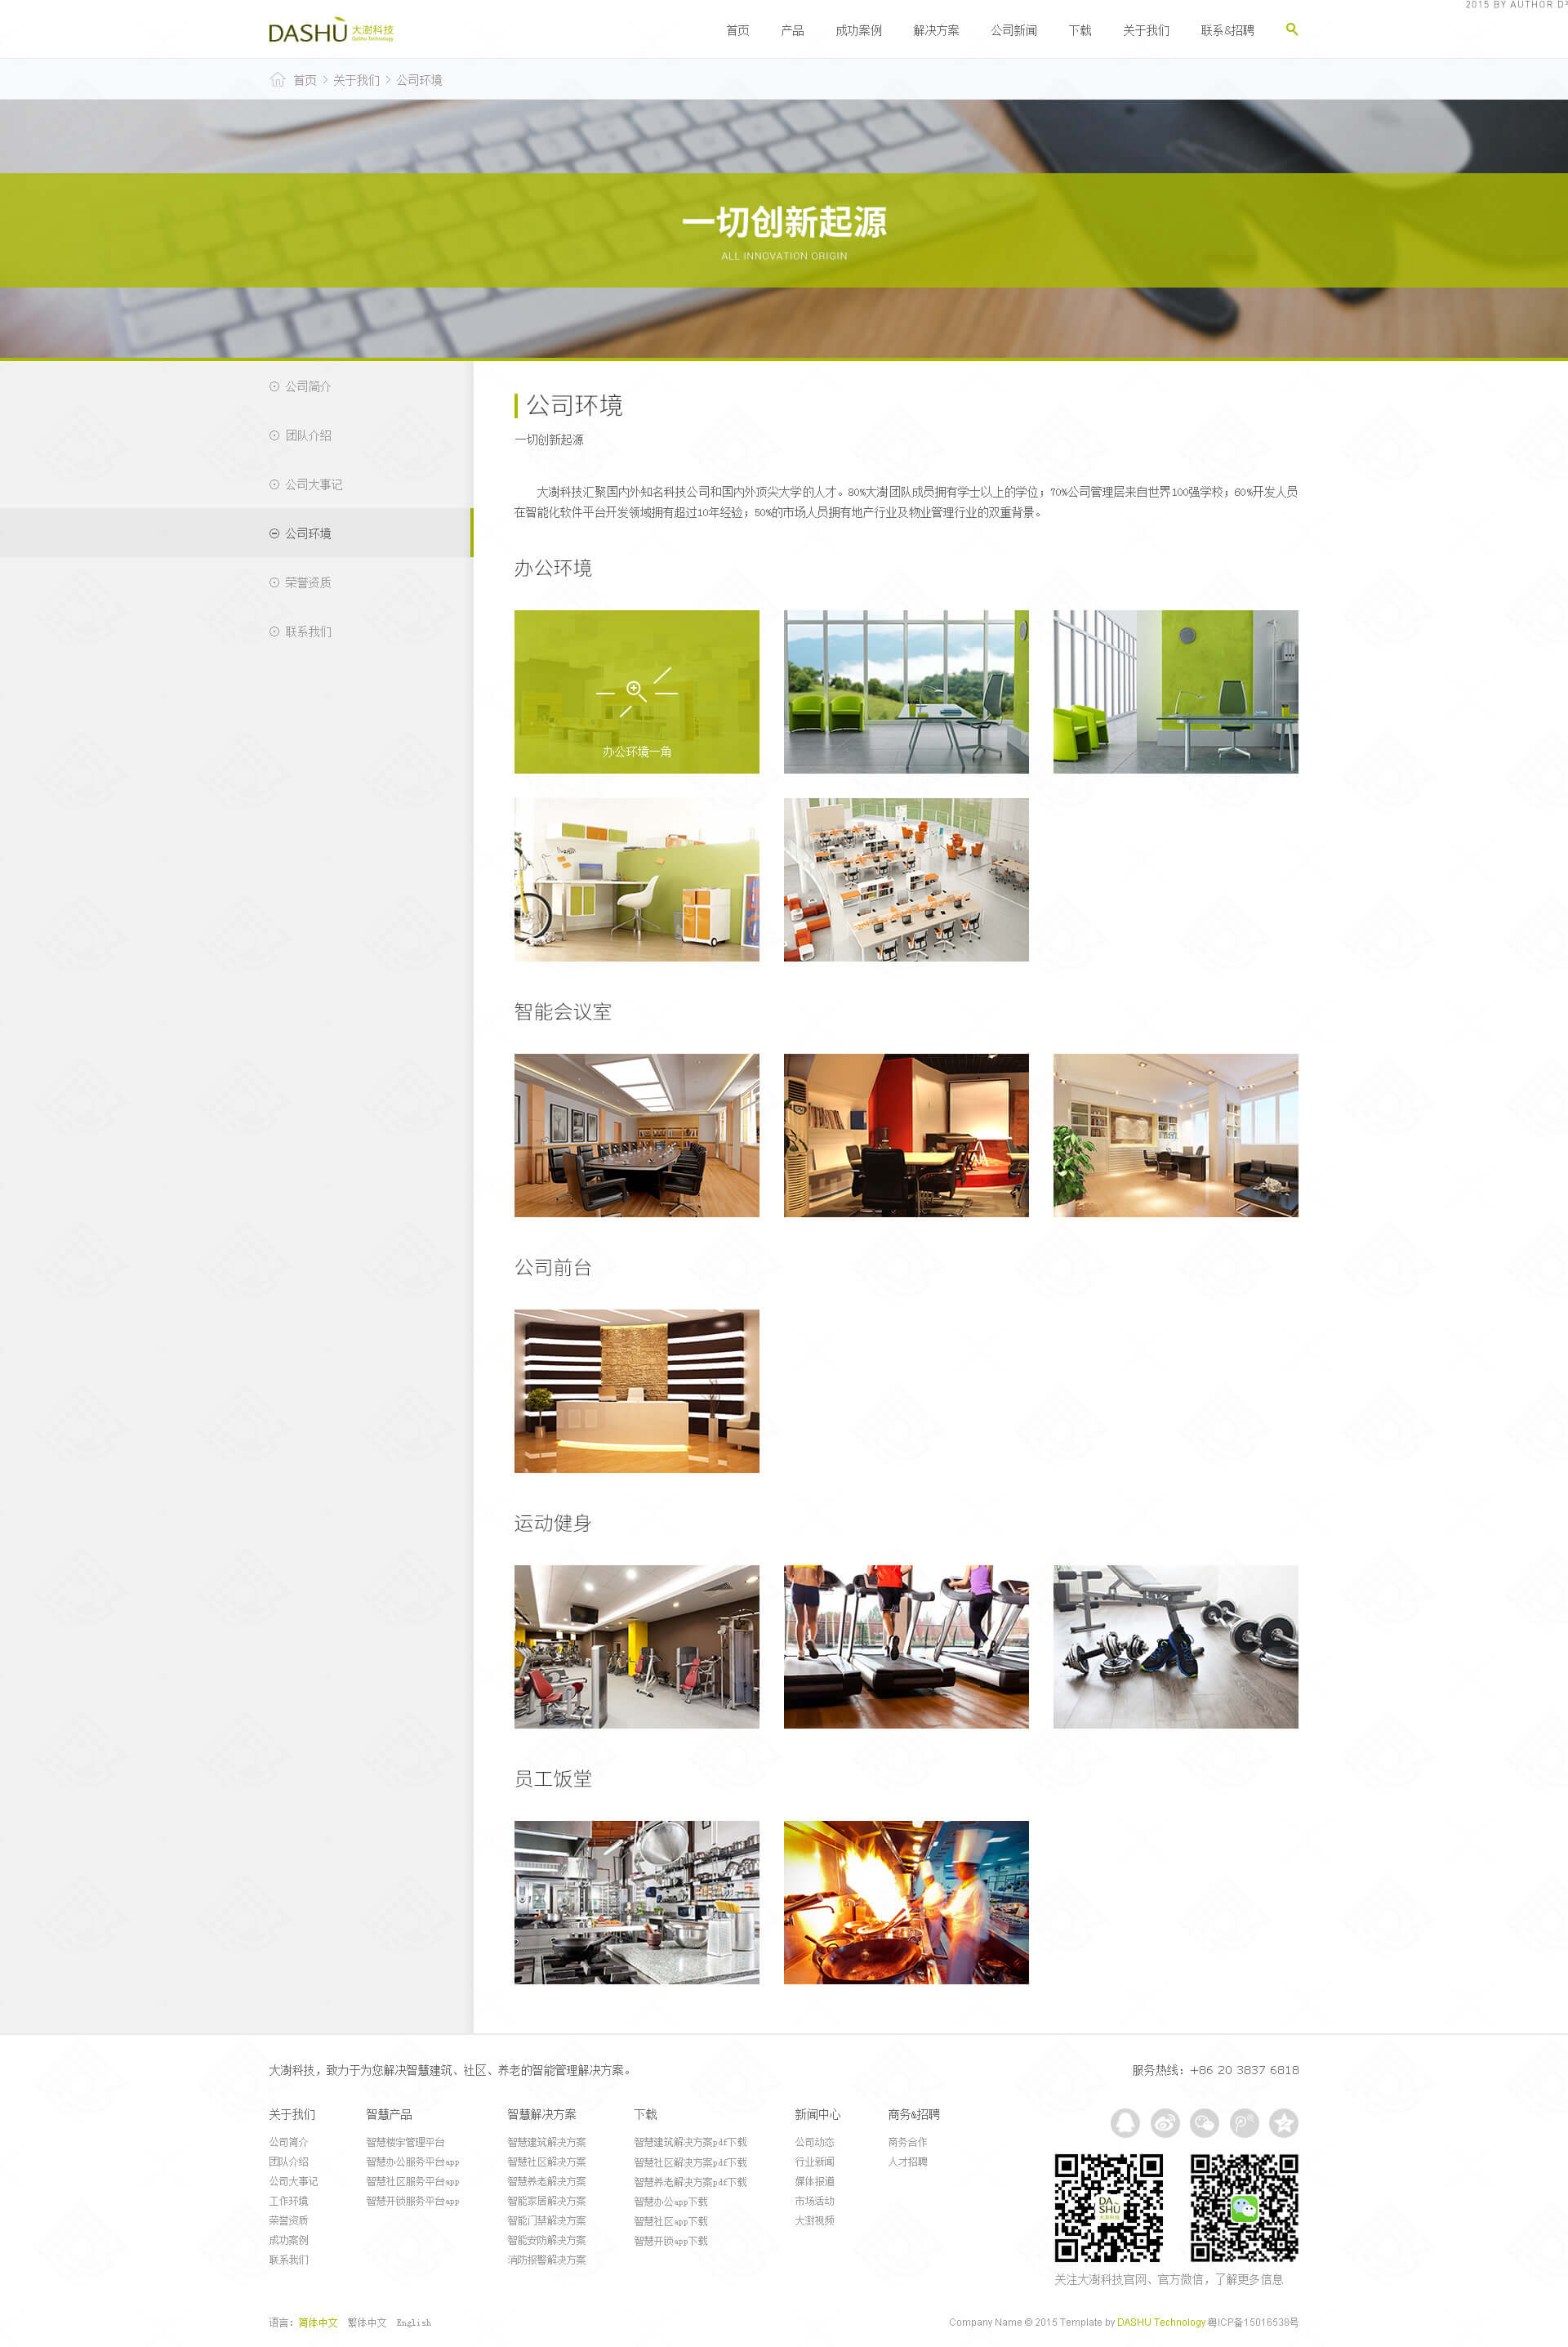 2015 BY AUTHOR
DASHU 大澍科技
DaShu Technology
首页 产品 成功案例 解决方案 公司新闻 下载 关于我们 联系&招聘
首页 > 关于我们 > 公司环境
一切创新起源
ALL INNOVATION ORIGIN
公司简介
团队介绍
公司大事记
公司环境
荣誉资质
联系我们
公司环境
一切创新起源
大澍科技汇聚国内外知名科技公司和国内外顶尖大学的人才。80%大澍团队成员拥有学士以上的学位；70%公司管理层来自世界100强学校；60%开发人员
在智能化软件平台开发领域拥有超过10年经验；50%的市场人员拥有地产行业及物业管理行业的双重背景。
办公环境
办公环境一角
智能会议室
公司前台
运动健身
员工饭堂
大澍科技，致力于为您解决智慧建筑、社区、养老的智能管理解决方案。
服务热线：+86 20 3837 6818
关于我们
公司简介
团队介绍
公司大事记
工作环境
荣誉资质
成功案例
联系我们
智慧产品
智慧楼宇管理平台
智慧办公服务平台app
智慧社区服务平台app
智慧开锁服务平台app
智慧解决方案
智慧建筑解决方案
智慧社区解决方案
智慧养老解决方案
智能家居解决方案
智能门禁解决方案
智能安防解决方案
消防报警解决方案
下载
智慧建筑解决方案pdf下载
智慧社区解决方案pdf下载
智慧养老解决方案pdf下载
智慧办公app下载
智慧社区app下载
智慧开锁app下载
新闻中心
公司动态
行业新闻
媒体报道
市场活动
大澍视频
商务&招聘
商务合作
人才招聘
DA
SHU
大澍科技
关注大澍科技官网、官方微信，了解更多信息
语言：简体中文 繁体中文 English
Company Name © 2015 Template by DASHU Technology 粤ICP备15016538号